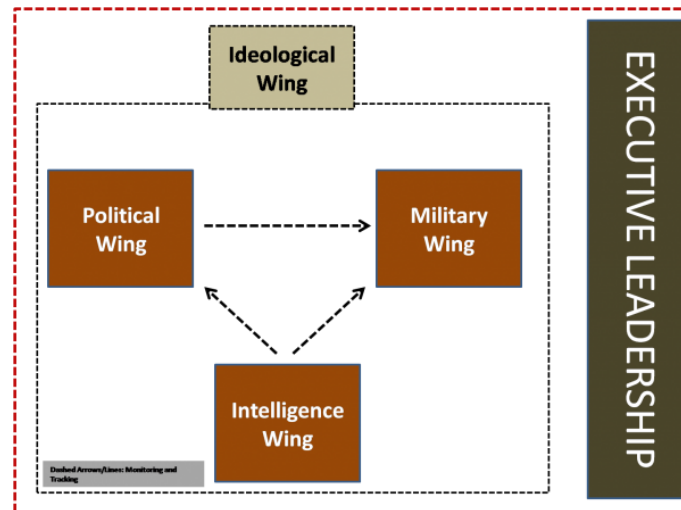 Ideological
Wing
EXECUTIVE LEADERSHIP
Political
Wing
Military
Wing
Intelligence
Wing
Dashed Arrows/Lines: Monitoring and
Tracking